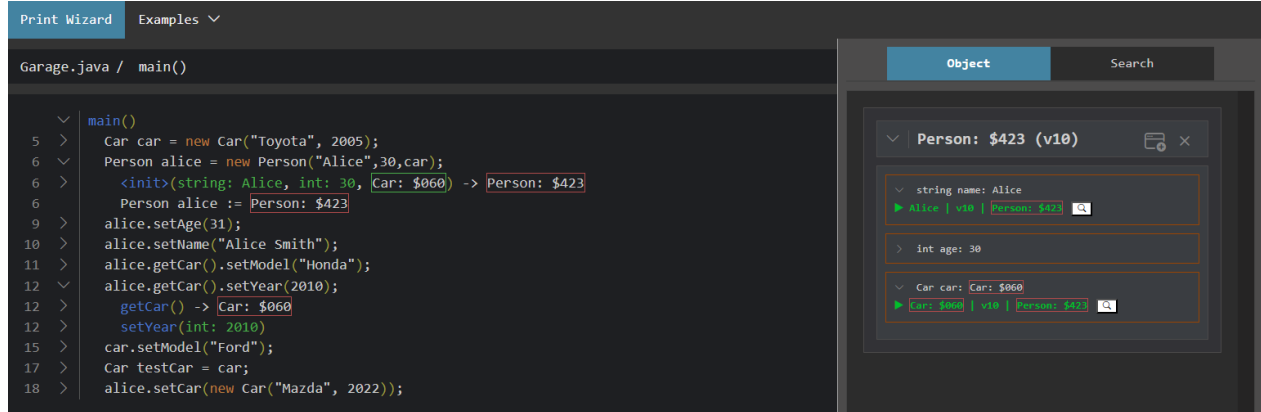 Print Wizard Examples
Garage.java / main()
main()
5 Car car = new Car("Toyota", 2005);
6 Person alice = new Person("Alice",30,car);
6 <init>(string: Alice, int: 30, Car: $060) -> Person: $423
6 Person alice := Person: $423
9 alice.setAge(31);
10 alice.setName("Alice Smith");
11 alice.getCar().setModel("Honda");
12 alice.getCar().setYear(2010);
12 getCar() -> Car: $060
12 setYear(int: 2010)
15 car.setModel("Ford");
17 Car testCar = car;
18 alice.setCar(new Car("Mazda", 2022));
Object Search
Person: $423 (v10)
string name: Alice
Alice | v10 | Person: $423
int age: 30
Car car: Car: $060
Car: $060 | v10 | Person: $423